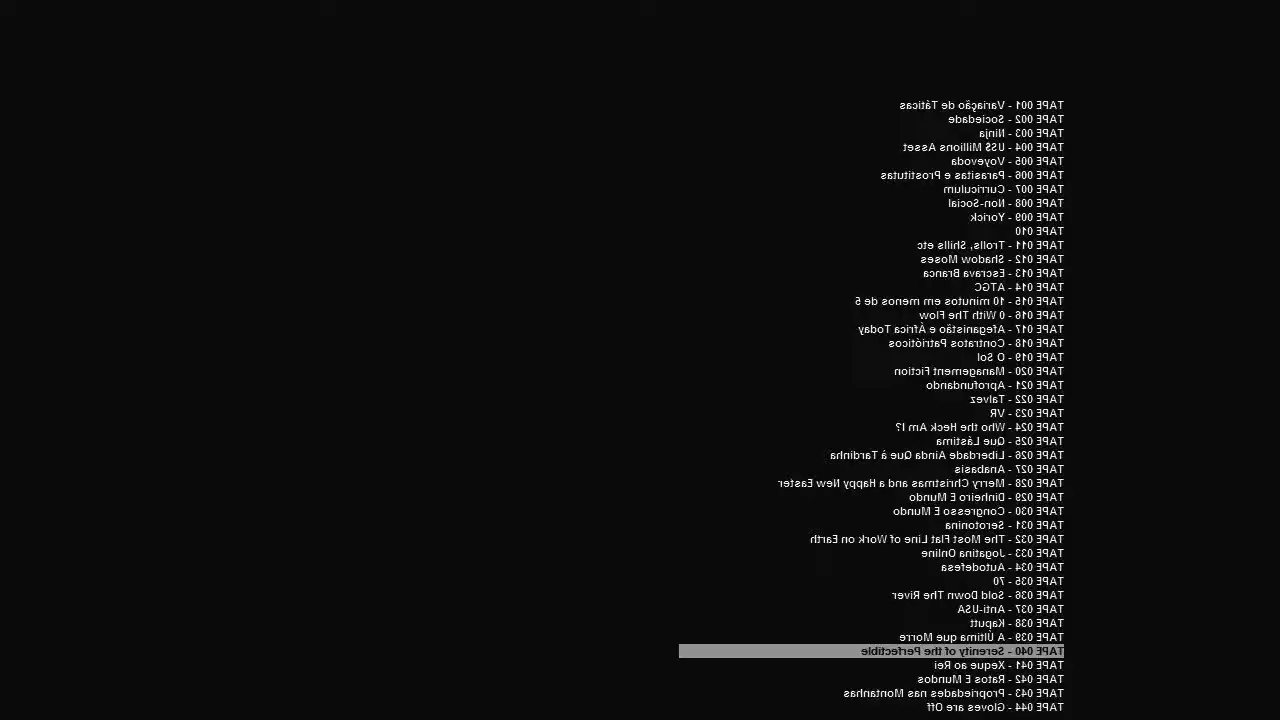 TAPE 001 - Variação de Táticas
TAPE 002 - Sociedade
TAPE 003 - Ninja
TAPE 004 - US$ Millions Asset
TAPE 005 - Voyevoda
TAPE 006 - Parasitas e Prostitutas
TAPE 007 - Curriculum
TAPE 008 - Non-Social
TAPE 009 - Yorick
TAPE 010
TAPE 011 - Trolls, Shills etc
TAPE 012 - Shadow Moses
TAPE 013 - Escrava Branca
TAPE 014 - ATGC
TAPE 015 - 10 minutos em menos de 5
TAPE 016 - 0 With The Flow
TAPE 017 - Afeganistão e África Today
TAPE 018 - Contratos Patrióticos
TAPE 019 - O Sol
TAPE 020 - Management Fiction
TAPE 021 - Aprofundando
TAPE 022 - Talvez
TAPE 023 - VR
TAPE 024 - Who the Heck Am I?
TAPE 025 - Que Lástima
TAPE 026 - Liberdade Ainda Que à Tardinha
TAPE 027 - Anabasis
TAPE 028 - Merry Christmas and a Happy New Easter
TAPE 029 - Dinheiro E Mundo
TAPE 030 - Congresso E Mundo
TAPE 031 - Serotonina
TAPE 032 - The Most Flat Line of Work on Earth
TAPE 033 - Jogatina Online
TAPE 034 - Autodefesa
TAPE 035 - 70
TAPE 036 - Sold Down The River
TAPE 037 - Anti-USA
TAPE 038 - Kaputt
TAPE 039 - A Última que Morre
TAPE 040 - Serenity of the Perfectible
TAPE 041 - Xeque ao Rei
TAPE 042 - Ratos E Mundos
TAPE 043 - Propriedades nas Montanhas
TAPE 044 - Gloves are Off